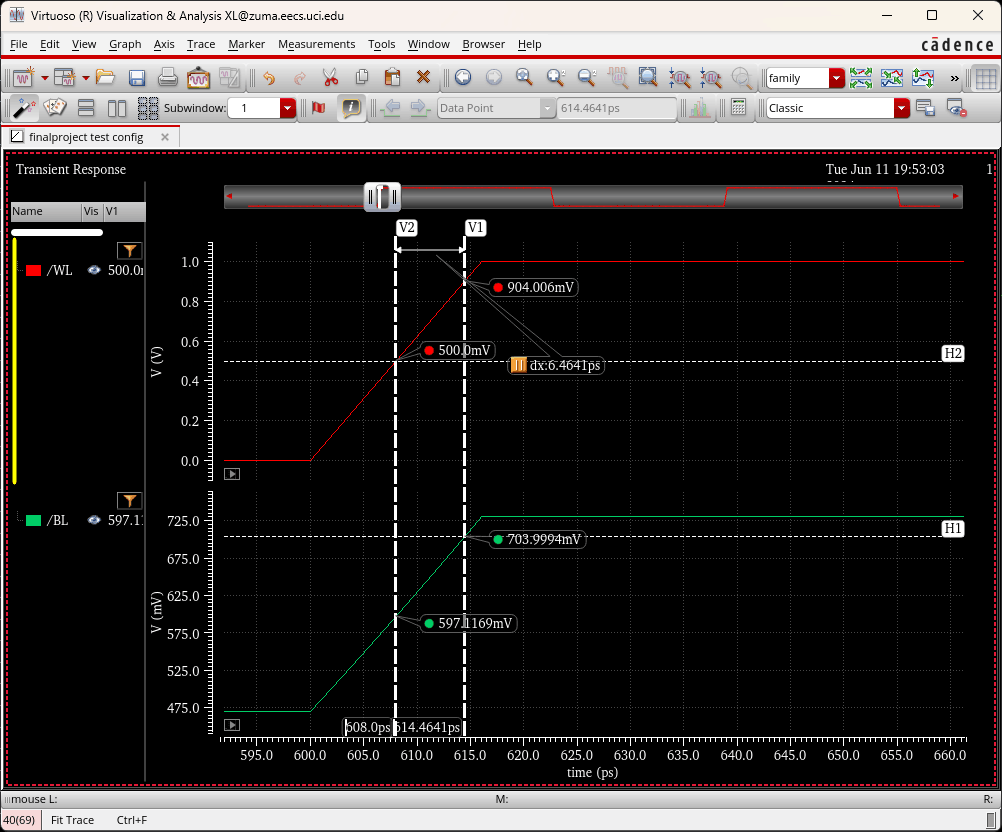 Virtuoso (R) Visualization & Analysis XL@zuma.eecs.uci.edu
File Edit View Graph Axis Trace Marker Measurements Tools Window Browser Help
cādence
family
Subwindow: 1
Data Point
614.4641ps
Classic
finalproject test config
Transient Response
Tue Jun 11 19:53:03
1
Name Vis V1
/WL 500.0
/BL 597.1
V2 V1
1.0
0.8
0.6
0.4
0.2
0.0
V (V)
904.006mV
500.0mV
H2
dx:6.4641ps
725.0
675.0
625.0
575.0
525.0
475.0
V (mV)
H1
703.9994mV
597.1169mV
608.0ps 614.4641ps
595.0 600.0 605.0 610.0 615.0 620.0 625.0 630.0 635.0 640.0 645.0 650.0 655.0 660.0
time (ps)
mouse L: M: R:
40(69) Fit Trace Ctrl+F